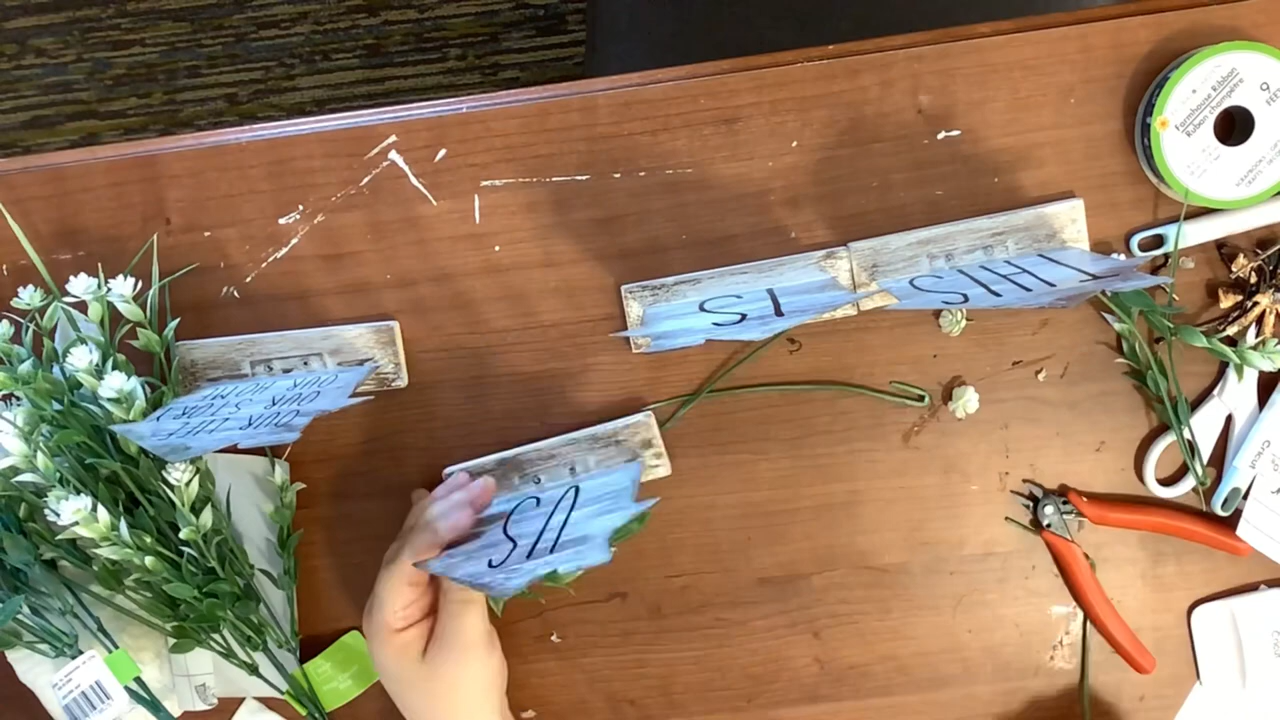 THIS
IS
US
OUR LIFE
OUR STORY
OUR HOME
Farmhouse Ribbon
Ruban champêtre
9
FEET
cricut